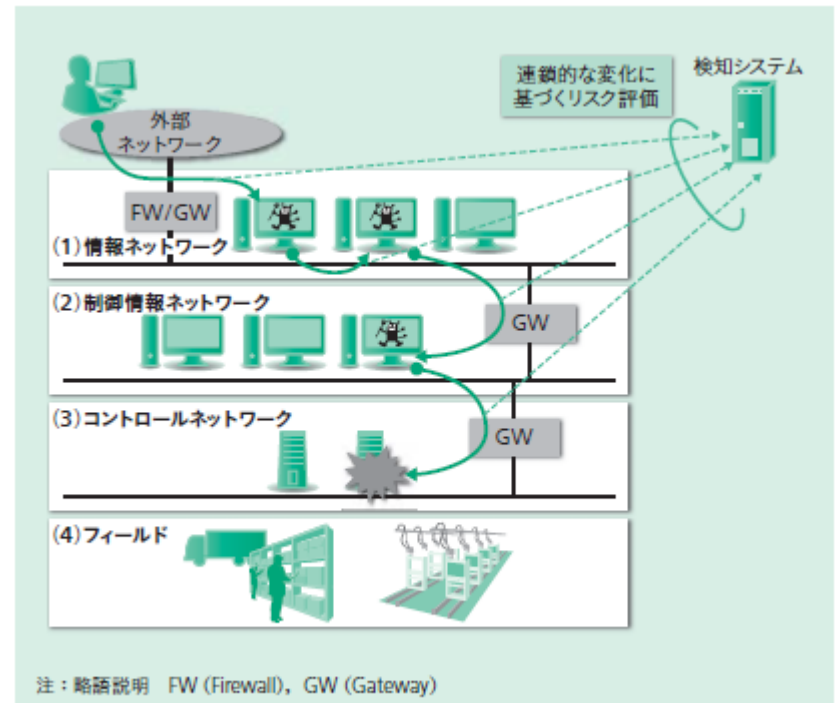 連鎖的な変化に
基づくリスク評価
検知システム
外部
ネットワーク
FW/GW
(1)情報ネットワーク
(2)制御情報ネットワーク
GW
(3)コントロールネットワーク
GW
(4)フィールド
注：略語説明　FW (Firewall)，GW (Gateway)